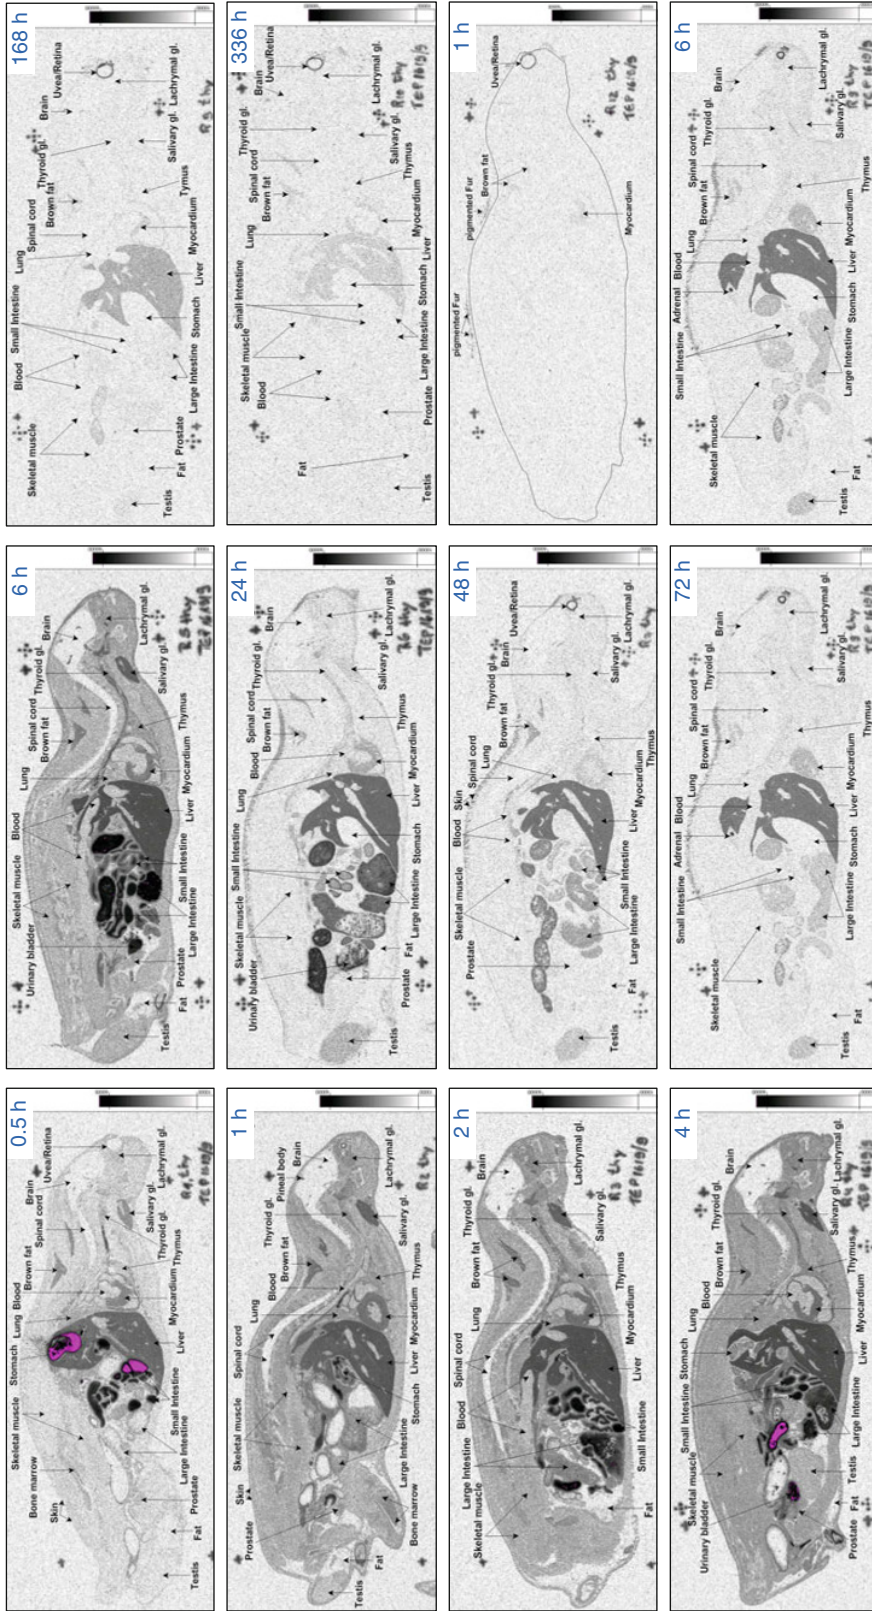 0.5 h
Bone marrow
Skin
Skeletal muscle
Stomach
Lung
Blood
Brown fat
Spinal cord
Brain
Uvea/Retina
Testis
Fat
Prostate
Large Intestine
Small Intestine
Liver
Myocardium
Thymus
Thyroid gl.
Salivary gl.
Lachrymal gl.
6 h
Urinary bladder
Skeletal muscle
Blood
Lung
Brown fat
Spinal cord
Thyroid gl.
Brain
Testis
Fat
Prostate
Large Intestine
Small Intestine
Liver
Myocardium
Thymus
Salivary gl.
Lachrymal gl.
168 h
Skeletal muscle
Blood
Small Intestine
Lung
Spinal cord
Brown fat
Thyroid gl.
Brain
Uvea/Retina
Testis
Fat
Prostate
Large Intestine
Stomach
Liver
Myocardium
Tymus
Salivary gl.
Lachrymal gl.
1 h
Prostate
Skin
Skeletal muscle
Spinal cord
Lung
Blood
Brown fat
Thyroid gl.
Pineal body
Brain
Testis
Fat
Bone marrow
Large Intestine
Stomach
Liver
Thymus
Salivary gl.
Lachrymal gl.
24 h
Urinary bladder
Skeletal muscle
Small Intestine
Lung
Blood
Brown fat
Spinal cord
Thyroid gl.
Brain
Testis
Prostate
Fat
Large Intestine
Stomach
Liver
Myocardium
Thymus
Salivary gl.
Lachrymal gl.
336 h
Fat
Blood
Skeletal muscle
Small Intestine
Lung
Brown fat
Spinal cord
Thyroid gl.
Brain
Uvea/Retina
Testis
Prostate
Large Intestine
Stomach
Liver
Myocardium
Thymus
Salivary gl.
Lachrymal gl.
2 h
Skeletal muscle
Large Intestine
Blood
Spinal cord
Lung
Brown fat
Thyroid gl.
Brain
Fat
Small Intestine
Liver
Myocardium
Thymus
Salivary gl.
Lachrymal gl.
48 h
Prostate
Skeletal muscle
Blood
Skin
Lung
Spinal cord
Thyroid gl.
Brain
Uvea/Retina
Testis
Fat
Large Intestine
Small Intestine
Liver
Myocardium
Thymus
Salivary gl.
Lachrymal gl.
1 h
pigmented Fur
pigmented Fur
Brown fat
Uvea/Retina
Myocardium
4 h
Urinary bladder
Skeletal muscle
Small Intestine
Stomach
Lung
Blood
Brown fat
Thyroid gl.
Brain
Prostate
Fat
Testis
Large Intestine
Liver
Myocardium
Thymus
Salivary gl.
Lachrymal gl.
72 h
Skeletal muscle
Small Intestine
Adrenal
Blood
Lung
Brown fat
Spinal cord
Thyroid gl.
Brain
Testis
Fat
Large Intestine
Stomach
Liver
Myocardium
Thymus
Salivary gl.
Lachrymal gl.
6 h
Skeletal muscle
Small Intestine
Adrenal
Blood
Lung
Brown fat
Spinal cord
Thyroid gl.
Brain
Testis
Fat
Large Intestine
Stomach
Liver
Myocardium
Thymus
Salivary gl.
Lachrymal gl.